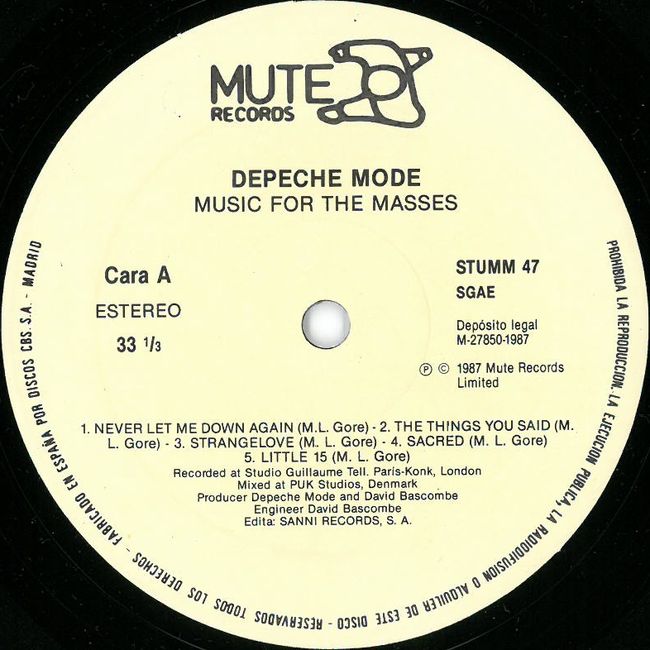 MUTE
RECORDS
DEPECHE MODE
MUSIC FOR THE MASSES
Cara A
ESTEREO
33 1/3
STUMM 47
SGAE
Depósito legal
M-27850-1987
Ⓟ © 1987 Mute Records
Limited
1. NEVER LET ME DOWN AGAIN (M.L. Gore) - 2. THE THINGS YOU SAID (M.
L. Gore) - 3. STRANGELOVE (M. L. Gore) - 4. SACRED (M. L. Gore)
5. LITTLE 15 (M. L. Gore)
Recorded at Studio Guillaume Tell. París-Konk, London
Mixed at PUK Studios, Denmark
Producer Depeche Mode and David Bascombe
Engineer David Bascombe
Edita: SANNI RECORDS, S. A.
PROHIBIDA LA REPRODUCCION, LA EJECUCION PUBLICA, LA RADIODIFUSION O ALQUILER DE ESTE DISCO - RESERVADOS TODOS LOS DERECHOS - FABRICADO EN ESPAÑA POR DISCOS CBS. S.A. - MADRID